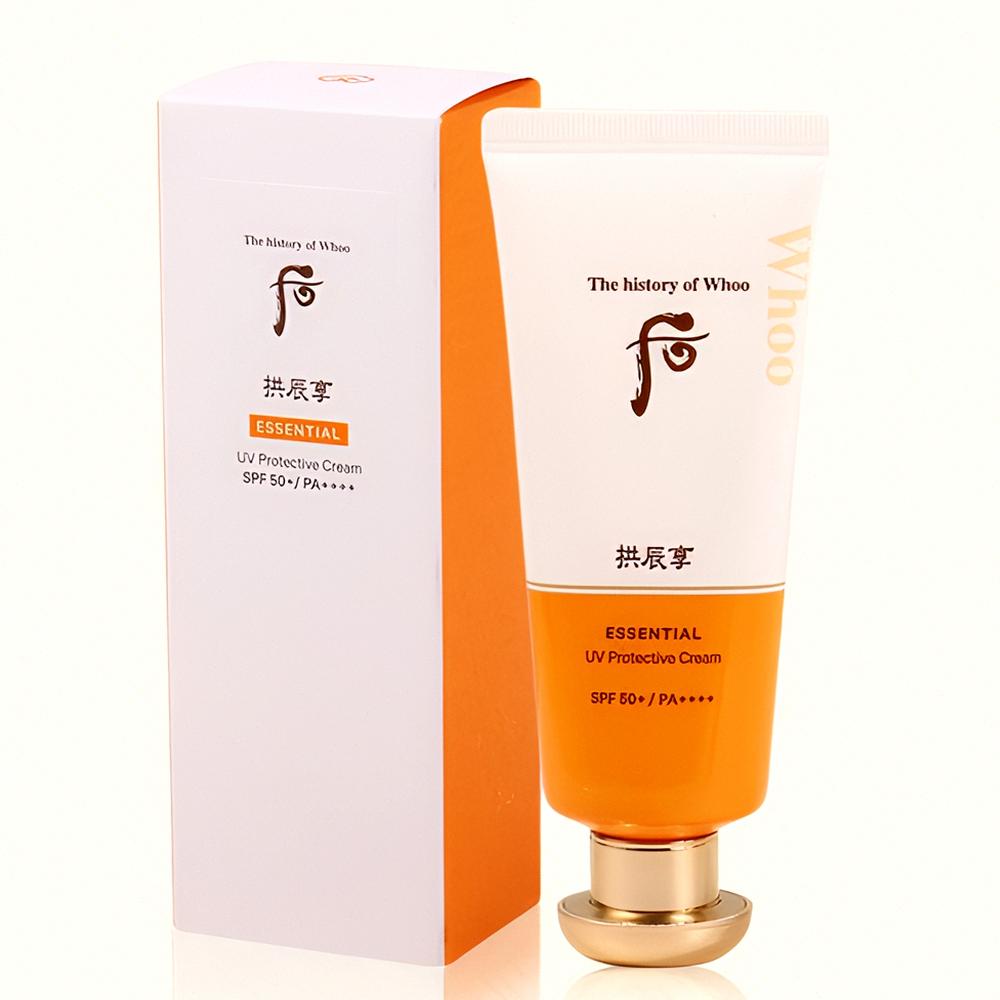 The history of Whoo
后
拱辰享
ESSENTIAL
UV Protective Cream
SPF 50+/ PA++++
Whoo
The history of Whoo
后
拱辰享
ESSENTIAL
UV Protective Cream
SPF 50+ / PA++++